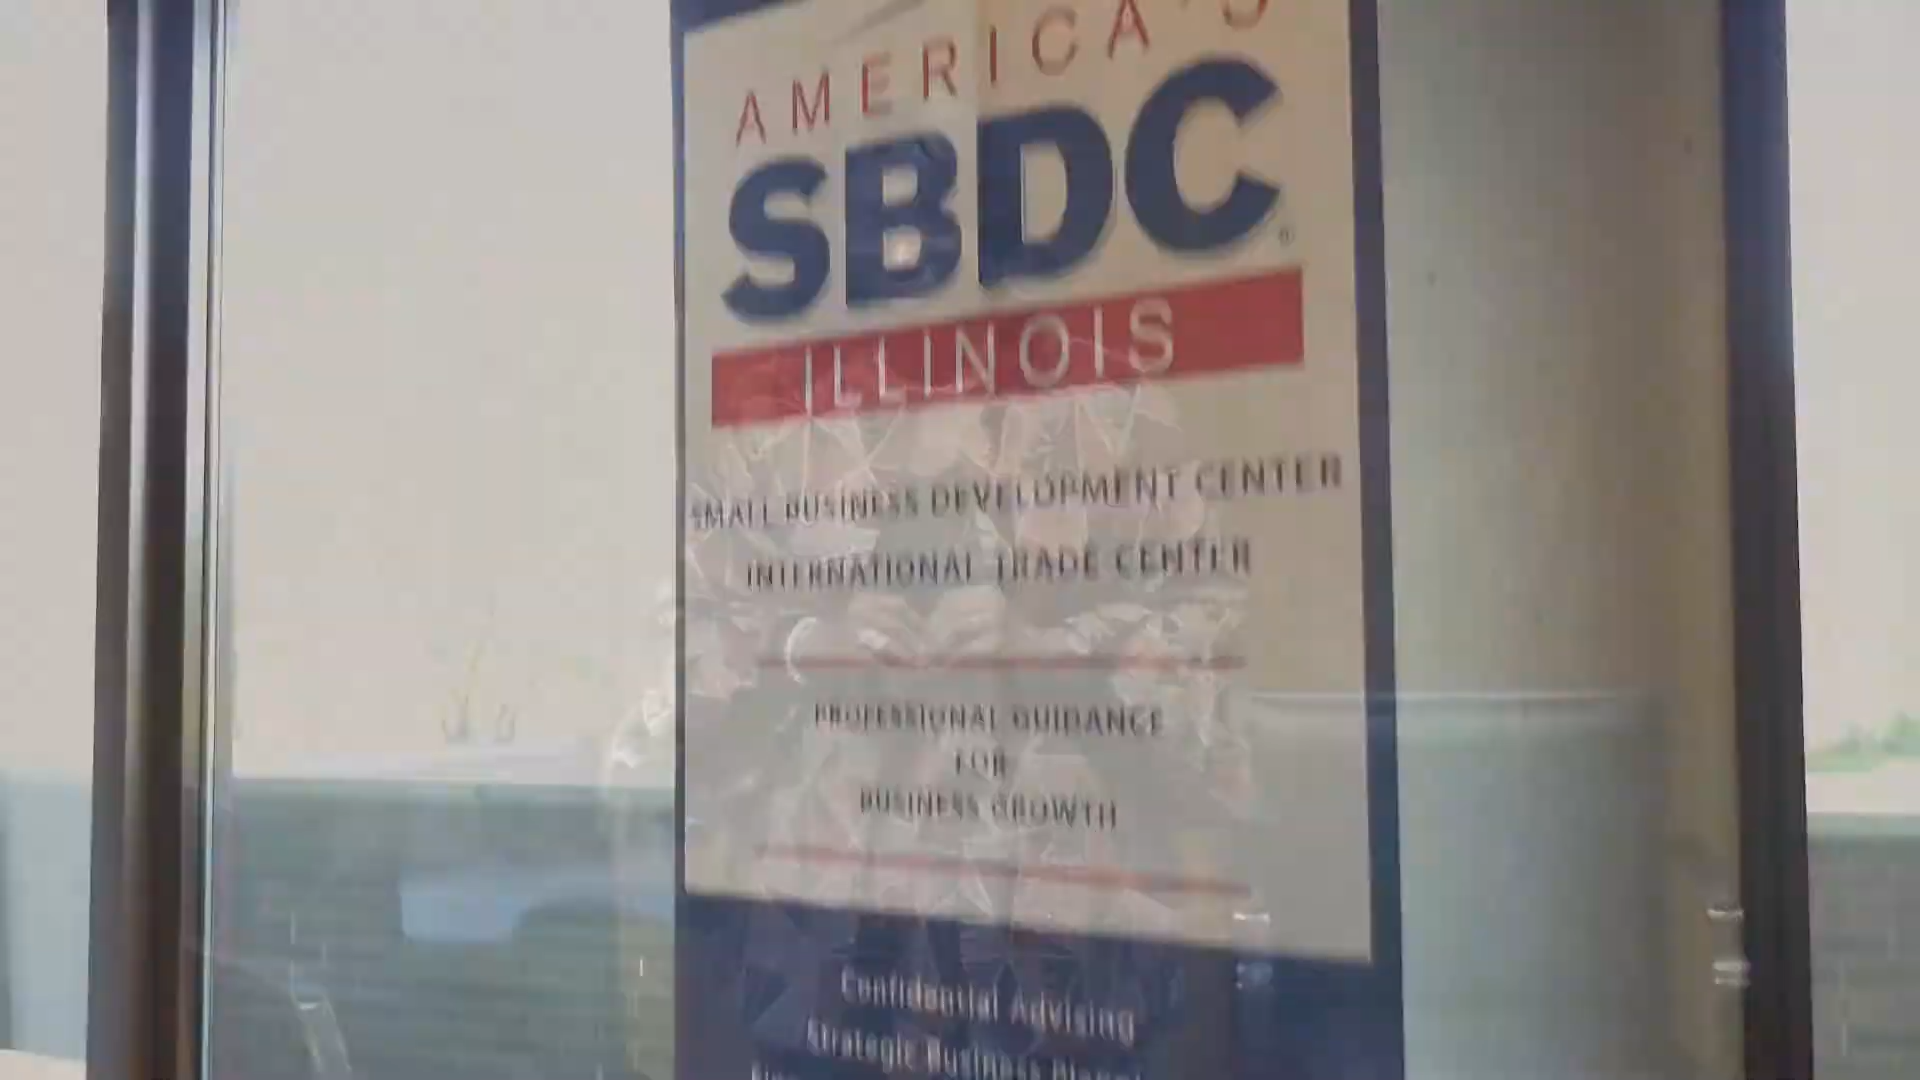 AMERICA'S
SBDC
ILLINOIS
SMALL BUSINESS DEVELOPMENT CENTER
INTERNATIONAL TRADE CENTER
PROFESSIONAL GUIDANCE
FOR
BUSINESS GROWTH
Confidential Advising
Strategic Business